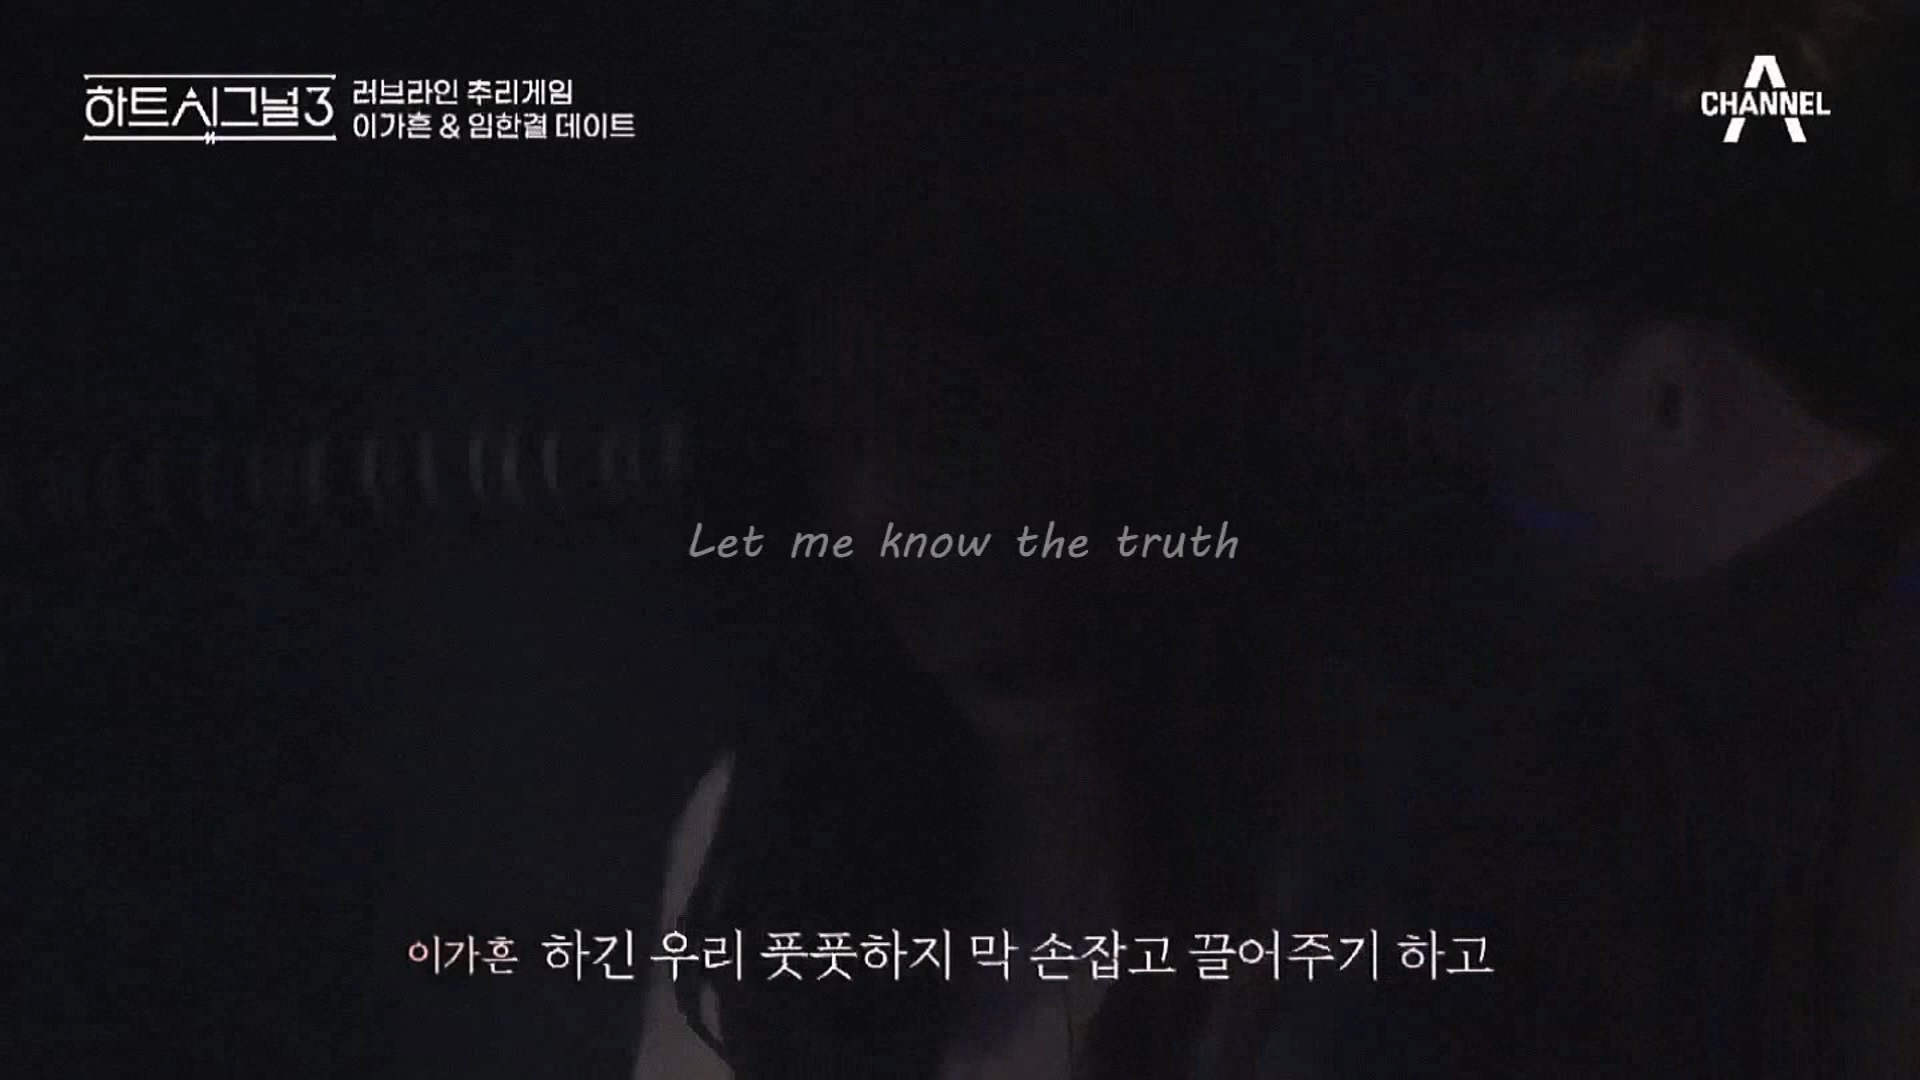 하트시그널3
러브라인 추리게임
이가흔 & 임한결 데이트
CHANNEL A
Let me know the truth
이가흔 하긴 우리 풋풋하지 막 손잡고 끌어주기 하고